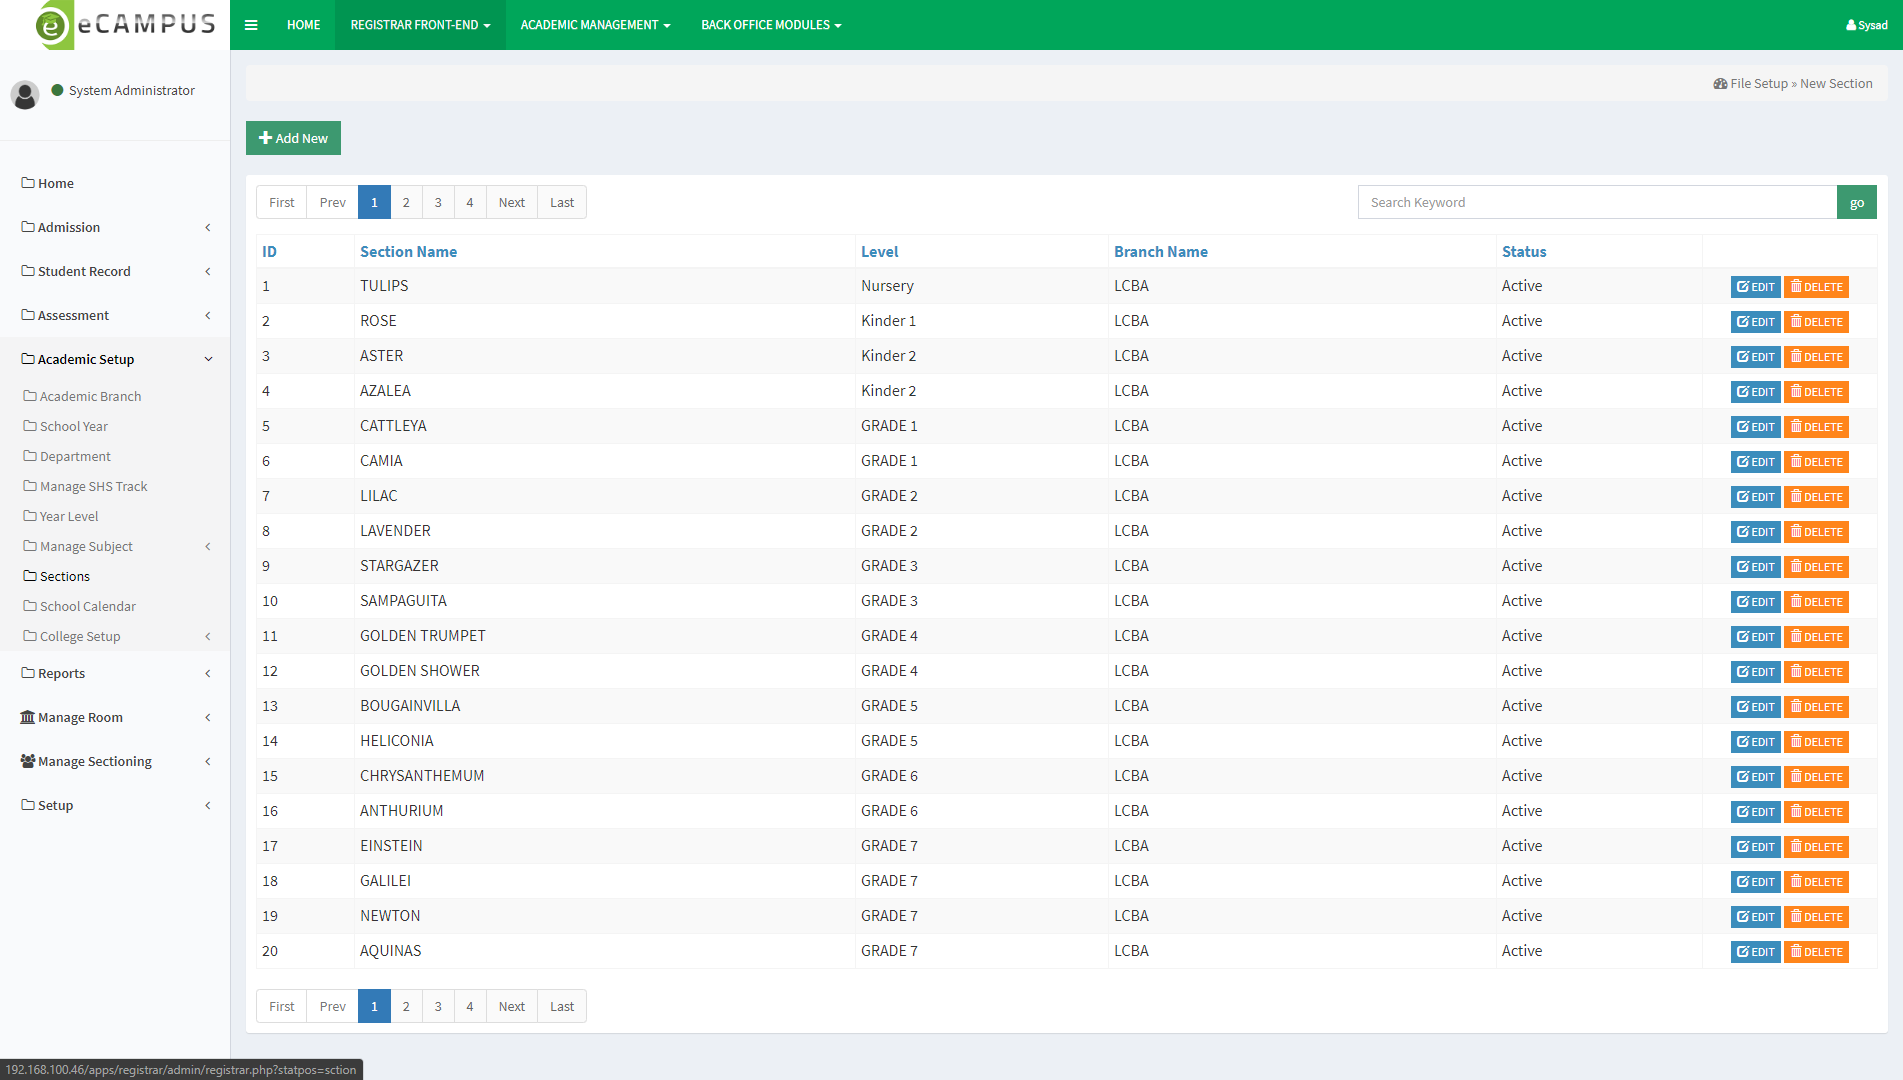 eCAMPUS
HOME
REGISTRAR FRONT-END
ACADEMIC MANAGEMENT
BACK OFFICE MODULES
Sysad
System Administrator
Home
Admission
Student Record
Assessment
Academic Setup
Academic Branch
School Year
Department
Manage SHS Track
Year Level
Manage Subject
Sections
School Calendar
College Setup
Reports
Manage Room
Manage Sectioning
Setup
File Setup » New Section
Add New
First Prev 1 2 3 4 Next Last
Search Keyword go
ID Section Name Level Branch Name Status
1 TULIPS Nursery LCBA Active EDIT DELETE
2 ROSE Kinder 1 LCBA Active EDIT DELETE
3 ASTER Kinder 2 LCBA Active EDIT DELETE
4 AZALEA Kinder 2 LCBA Active EDIT DELETE
5 CATTLEYA GRADE 1 LCBA Active EDIT DELETE
6 CAMIA GRADE 1 LCBA Active EDIT DELETE
7 LILAC GRADE 2 LCBA Active EDIT DELETE
8 LAVENDER GRADE 2 LCBA Active EDIT DELETE
9 STARGAZER GRADE 3 LCBA Active EDIT DELETE
10 SAMPAGUITA GRADE 3 LCBA Active EDIT DELETE
11 GOLDEN TRUMPET GRADE 4 LCBA Active EDIT DELETE
12 GOLDEN SHOWER GRADE 4 LCBA Active EDIT DELETE
13 BOUGAINVILLA GRADE 5 LCBA Active EDIT DELETE
14 HELICONIA GRADE 5 LCBA Active EDIT DELETE
15 CHRYSANTHEMUM GRADE 6 LCBA Active EDIT DELETE
16 ANTHURIUM GRADE 6 LCBA Active EDIT DELETE
17 EINSTEIN GRADE 7 LCBA Active EDIT DELETE
18 GALILEI GRADE 7 LCBA Active EDIT DELETE
19 NEWTON GRADE 7 LCBA Active EDIT DELETE
20 AQUINAS GRADE 7 LCBA Active EDIT DELETE
First Prev 1 2 3 4 Next Last
192.168.100.46/apps/registrar/admin/registrar.php?statpos=sction